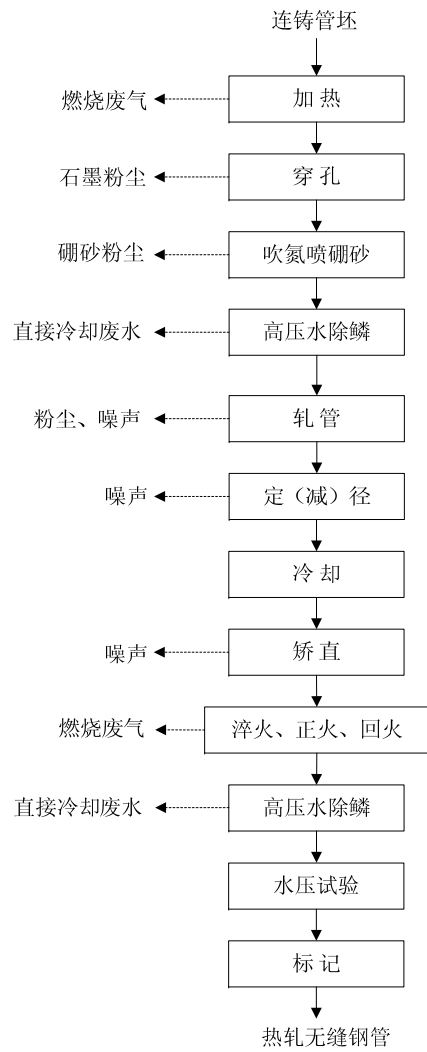 连铸管坯
燃烧废气
加 热
石墨粉尘
穿 孔
硼砂粉尘
吹氮喷硼砂
直接冷却废水
高压水除鳞
粉尘、噪声
轧 管
噪声
定（减）径
冷 却
噪声
矫 直
燃烧废气
淬火、正火、回火
直接冷却废水
高压水除鳞
水压试验
标 记
热轧无缝钢管